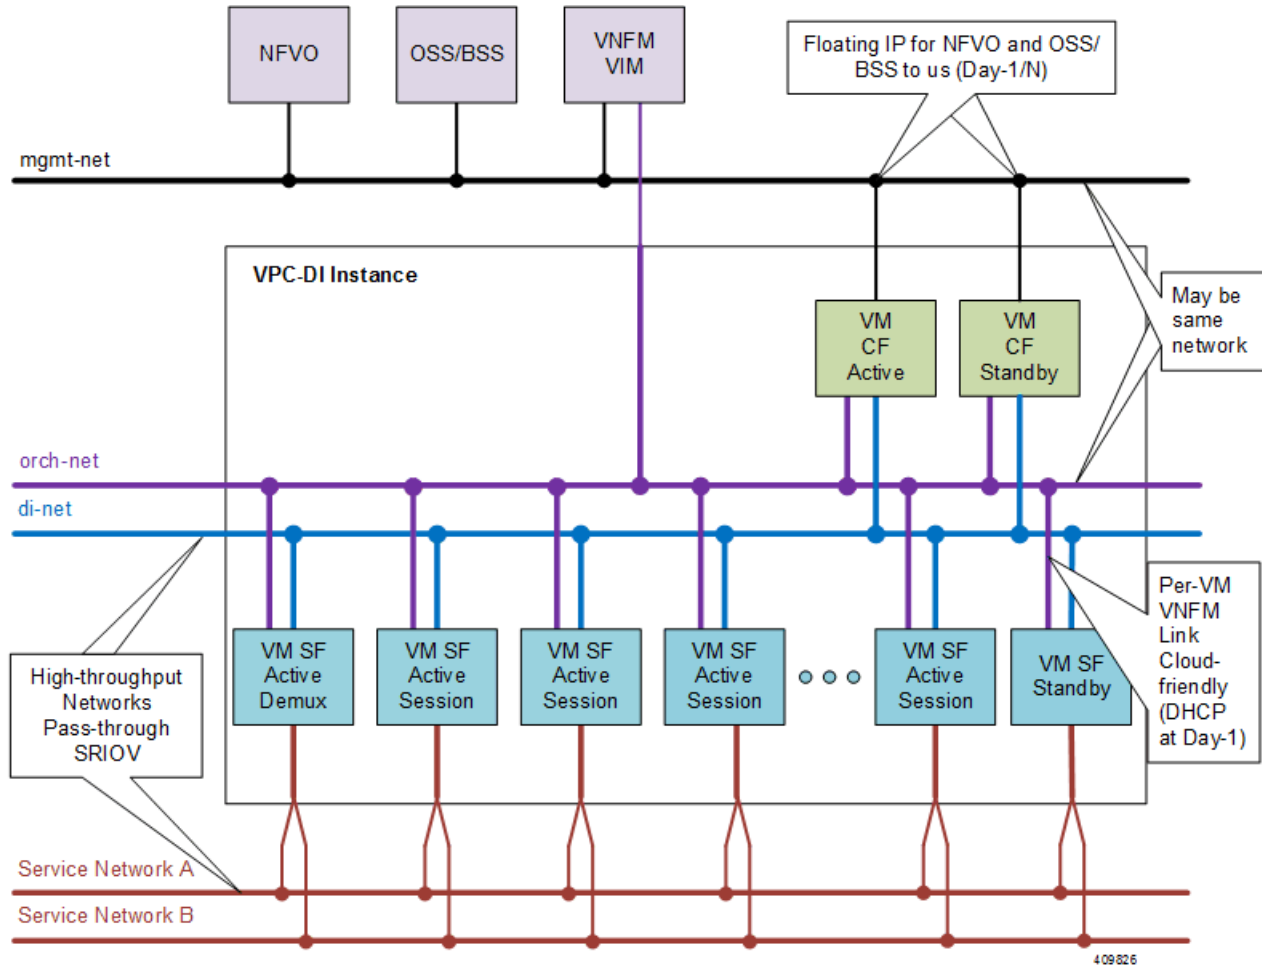 NFVO
OSS/BSS
VNFM
VIM
Floating IP for NFVO and OSS/
BSS to us (Day-1/N)
mgmt-net
VPC-DI Instance
May be
same
network
VM
CF
Active
VM
CF
Standby
orch-net
di-net
Per-VM
VNFM
Link
Cloud-
friendly
(DHCP
at Day-1)
High-throughput
Networks
Pass-through
SRIOV
VM SF
Active
Demux
VM SF
Active
Session
VM SF
Active
Session
VM SF
Active
Session
VM SF
Active
Session
VM SF
Standby
Service Network A
Service Network B
409826